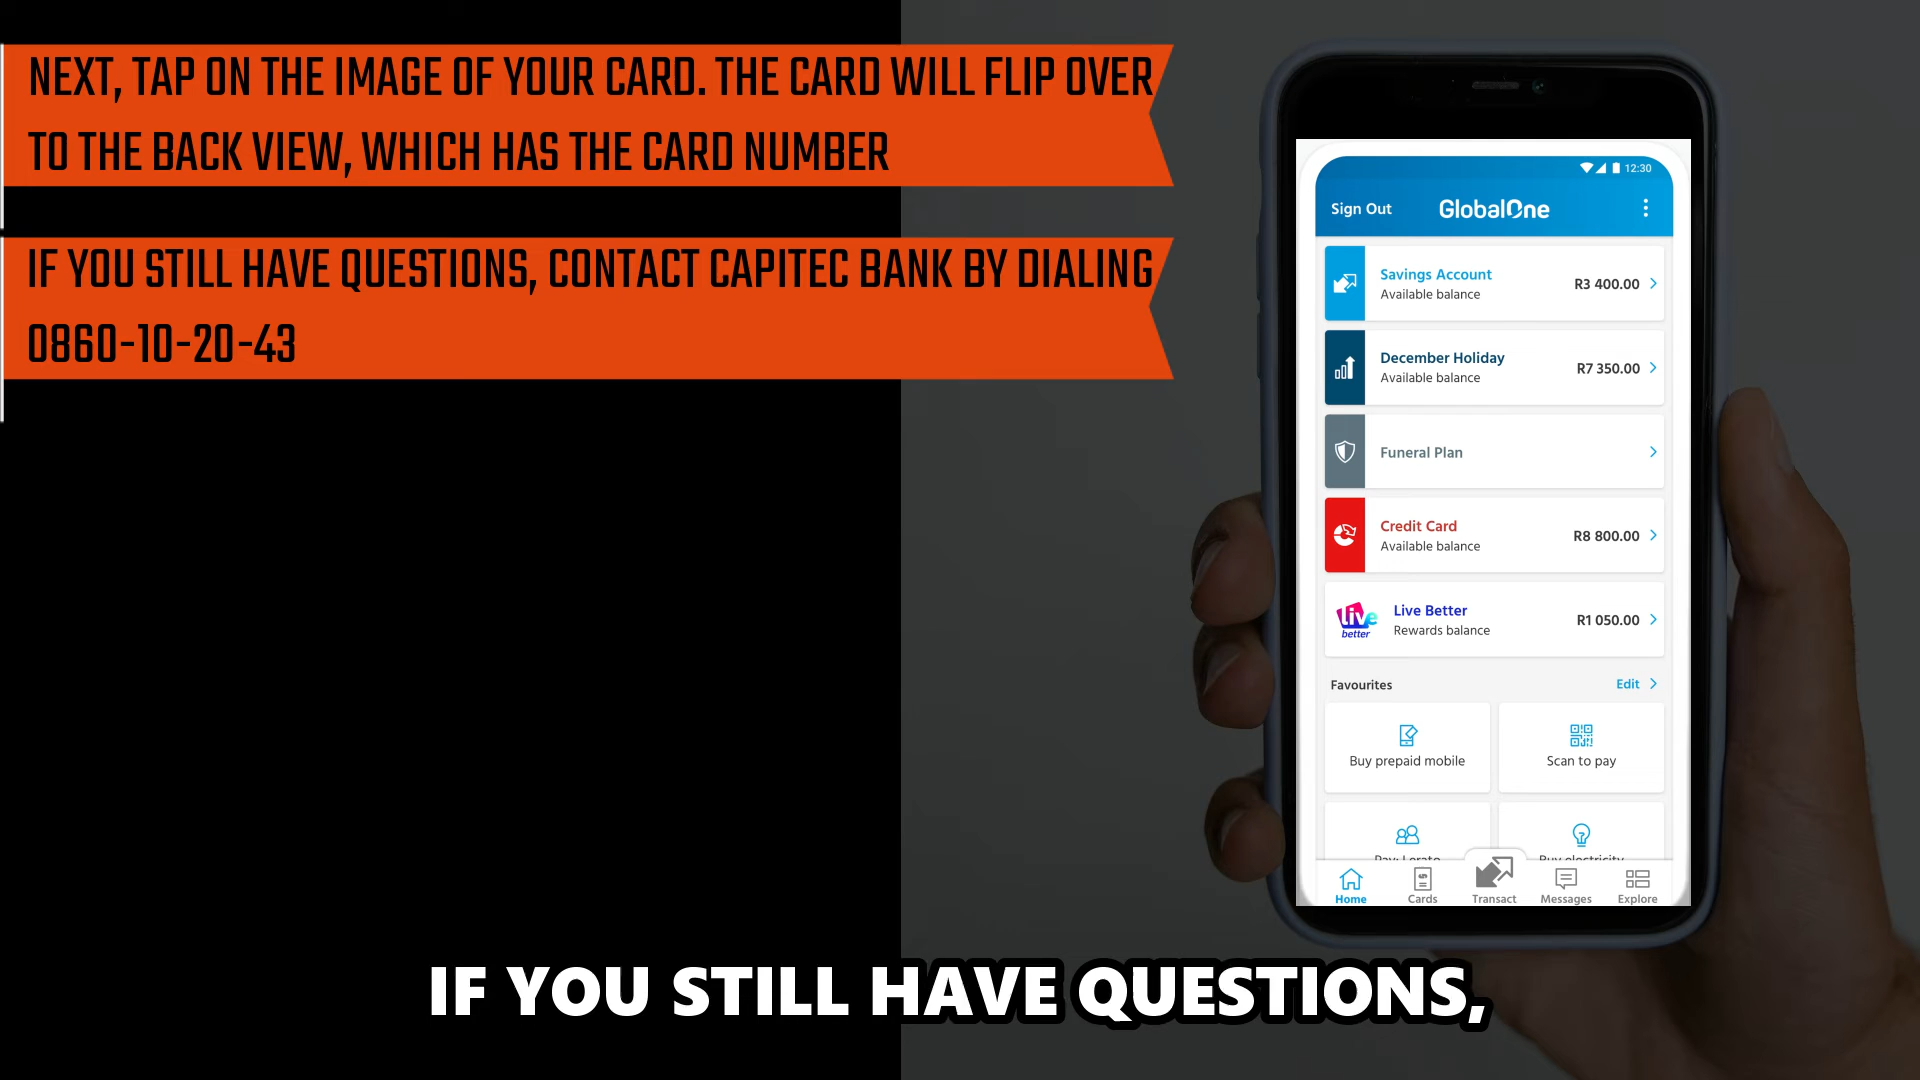 NEXT, TAP ON THE IMAGE OF YOUR CARD. THE CARD WILL FLIP OVER
TO THE BACK VIEW, WHICH HAS THE CARD NUMBER
IF YOU STILL HAVE QUESTIONS, CONTACT CAPITEC BANK BY DIALING
0860-10-20-43
12:30
Sign Out GlobalOne
Savings Account
Available balance
R3 400.00
December Holiday
Available balance
R7 350.00
Funeral Plan
Credit Card
Available balance
R8 800.00
live
better
Live Better
Rewards balance
R1 050.00
Favourites Edit
Buy prepaid mobile Scan to pay
Pay: Lerato Buy electricity
Home Cards Transact Messages Explore
IF YOU STILL HAVE QUESTIONS,